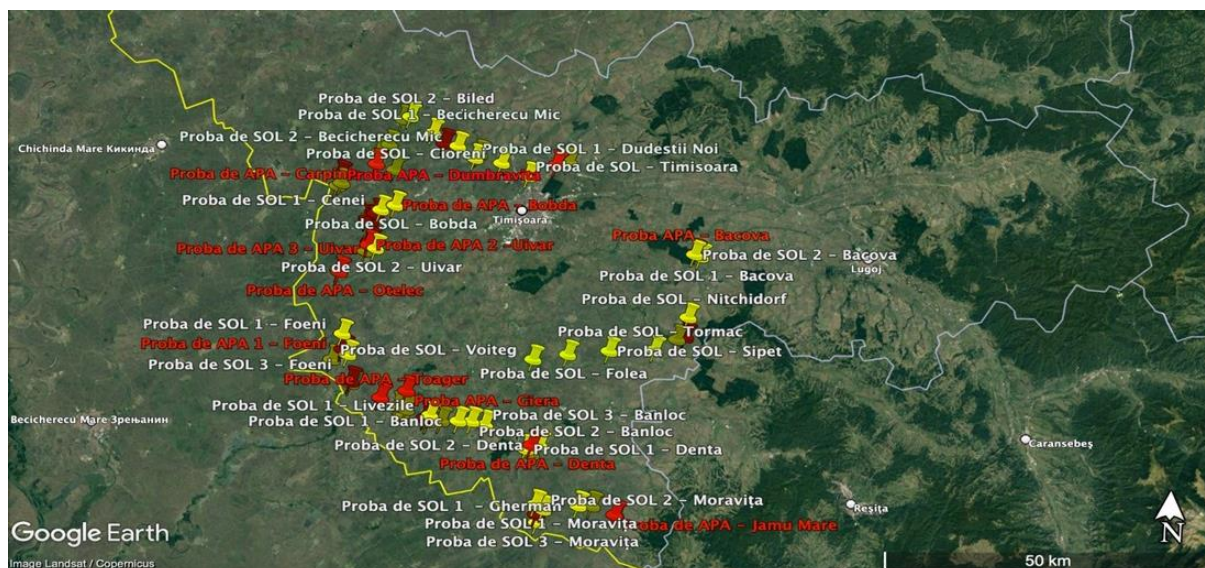 Proba de SOL 2 – Biled
Proba de SOL 1 – Becicherecu Mic
Proba de SOL 2 – Becicherecu Mic
Chichinda Mare Кикинда
Proba de SOL 1 – Dudestii Noi
Proba de SOL – Cioreni
Proba de SOL – Timisoara
Proba de APA – Carpin
Proba APA – Dumbravita
Proba de SOL 1 – Cenei
Proba de APA – Bobda
Timișoara
Proba de SOL – Bobda
Proba APA – Bacova
Proba de APA 3 – Uivar
Proba de APA 2 –Uivar
Proba de SOL 2 – Bacova
Proba de SOL 2 – Uivar
Lugoj
Proba de SOL 1 – Bacova
Proba de APA – Otelec
Proba de SOL – Nitchidorf
Proba de SOL 1 – Foeni
Proba de SOL – Tormac
Proba de APA 1 – Foeni
Proba de SOL – Voiteg
Proba de SOL – Sipet
Proba de SOL 3 – Foeni
Proba de SOL – Folea
Proba de APA – Toager
Proba de APA – Giera
Proba de SOL 1 – Livezile
Proba de SOL 3 – Banloc
Becicherecu Mare Зрењанин
Proba de SOL 1 – Banloc
Proba de SOL 2 – Banloc
Caransebeș
Proba de SOL 2 – Denta
Proba de SOL 1 – Denta
Proba de APA – Denta
Proba de SOL 2 – Moravița
Proba de SOL 1 – Gherman
Reșița
Proba de SOL 1 – Moravița
roba de APA – Jamu Mare
Proba de SOL 3 – Moravița
Google Earth
N
50 km
Image Landsat / Copernicus